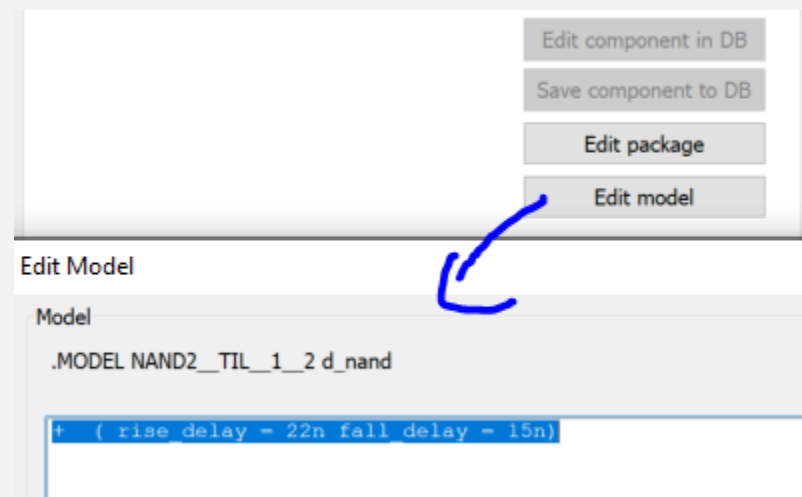 Edit component in DB
Save component to DB
Edit package
Edit model
Edit Model
Model
.MODEL NAND2__TIL__1__2 d_nand
+ ( rise_delay = 22n fall_delay = 15n)